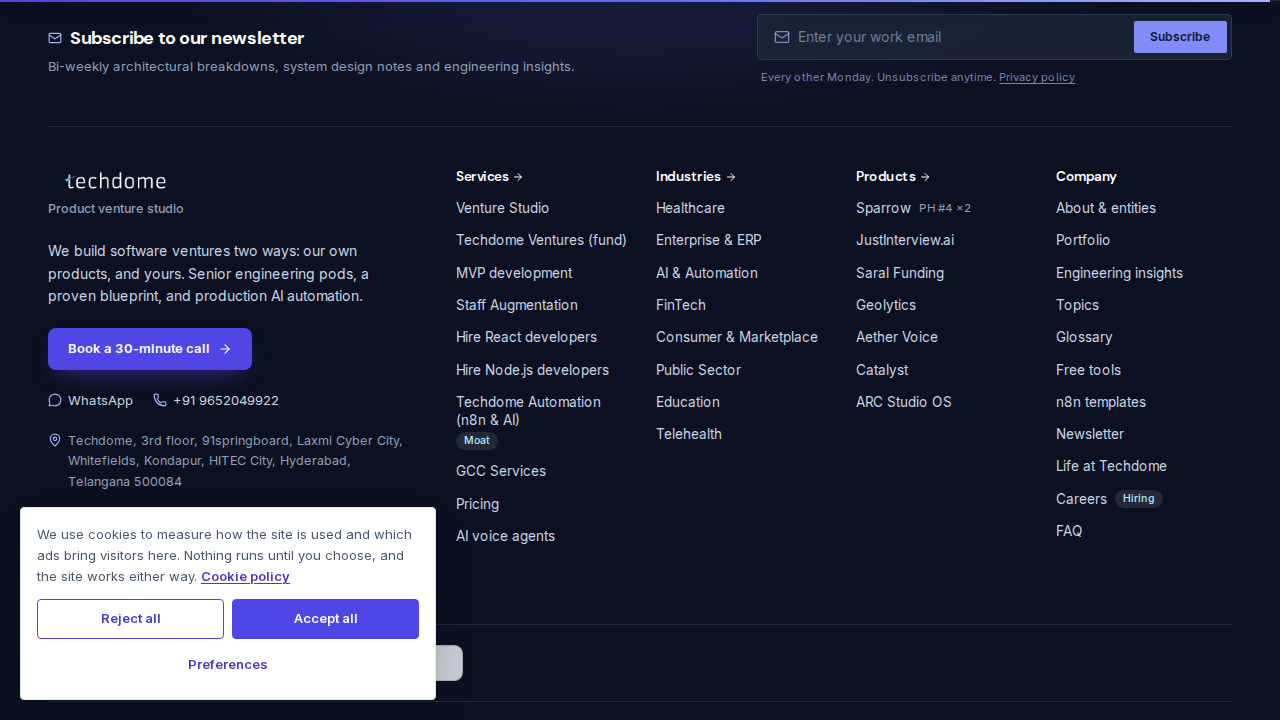 Subscribe to our newsletter
Bi-weekly architectural breakdowns, system design notes and engineering insights.
Enter your work email
Subscribe
Every other Monday. Unsubscribe anytime. Privacy policy
techdome
Product venture studio
We build software ventures two ways: our own
products, and yours. Senior engineering pods, a
proven blueprint, and production AI automation.
Book a 30-minute call
WhatsApp
+91 9652049922
Techdome, 3rd floor, 91springboard, Laxmi Cyber City,
Whitefields, Kondapur, HITEC City, Hyderabad,
Telangana 500084
Services
Venture Studio
Techdome Ventures (fund)
MVP development
Staff Augmentation
Hire React developers
Hire Node.js developers
Techdome Automation
(n8n & AI)
Moat
GCC Services
Pricing
AI voice agents
Industries
Healthcare
Enterprise & ERP
AI & Automation
FinTech
Consumer & Marketplace
Public Sector
Education
Telehealth
Products
Sparrow PH #4 ×2
JustInterview.ai
Saral Funding
Geolytics
Aether Voice
Catalyst
ARC Studio OS
Company
About & entities
Portfolio
Engineering insights
Topics
Glossary
Free tools
n8n templates
Newsletter
Life at Techdome
Careers Hiring
FAQ
We use cookies to measure how the site is used and which
ads bring visitors here. Nothing runs until you choose, and
the site works either way. Cookie policy
Reject all
Accept all
Preferences